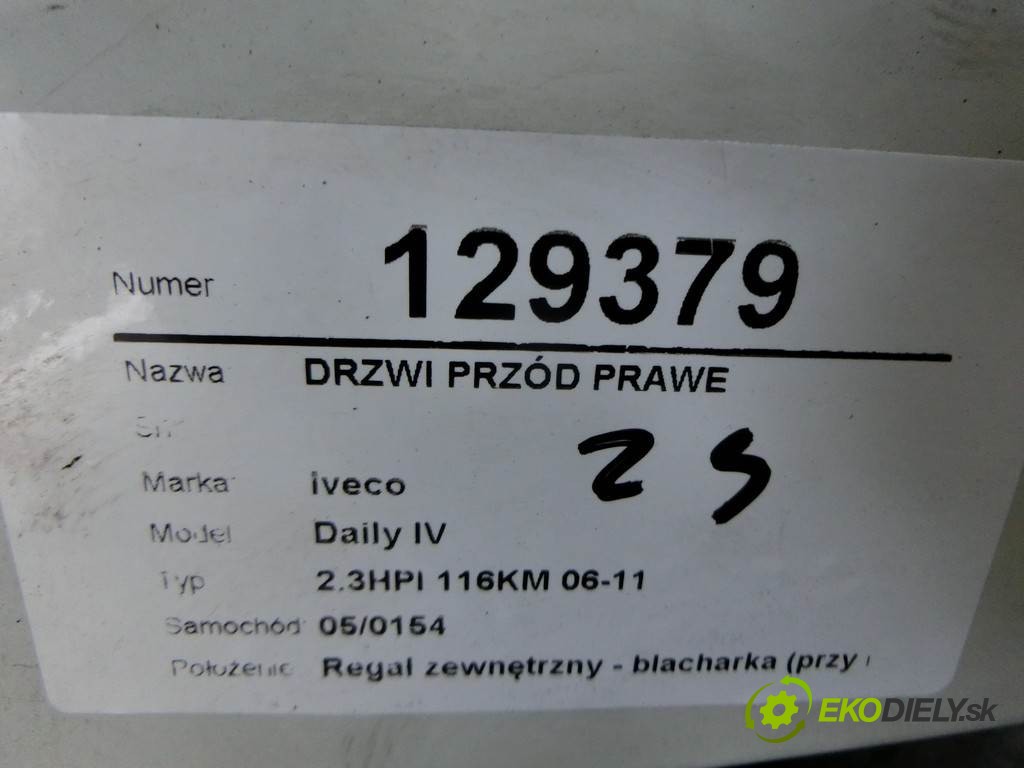 Numer 129379
Nazwa DRZWI PRZÓD PRAWE
Marka Iveco
Model Daily IV
Typ 2.3HPI 116KM 06-11
Samochód 05/0154
Położenie Regał zewnętrzny - blacharka (przy
EKODIELY.sk